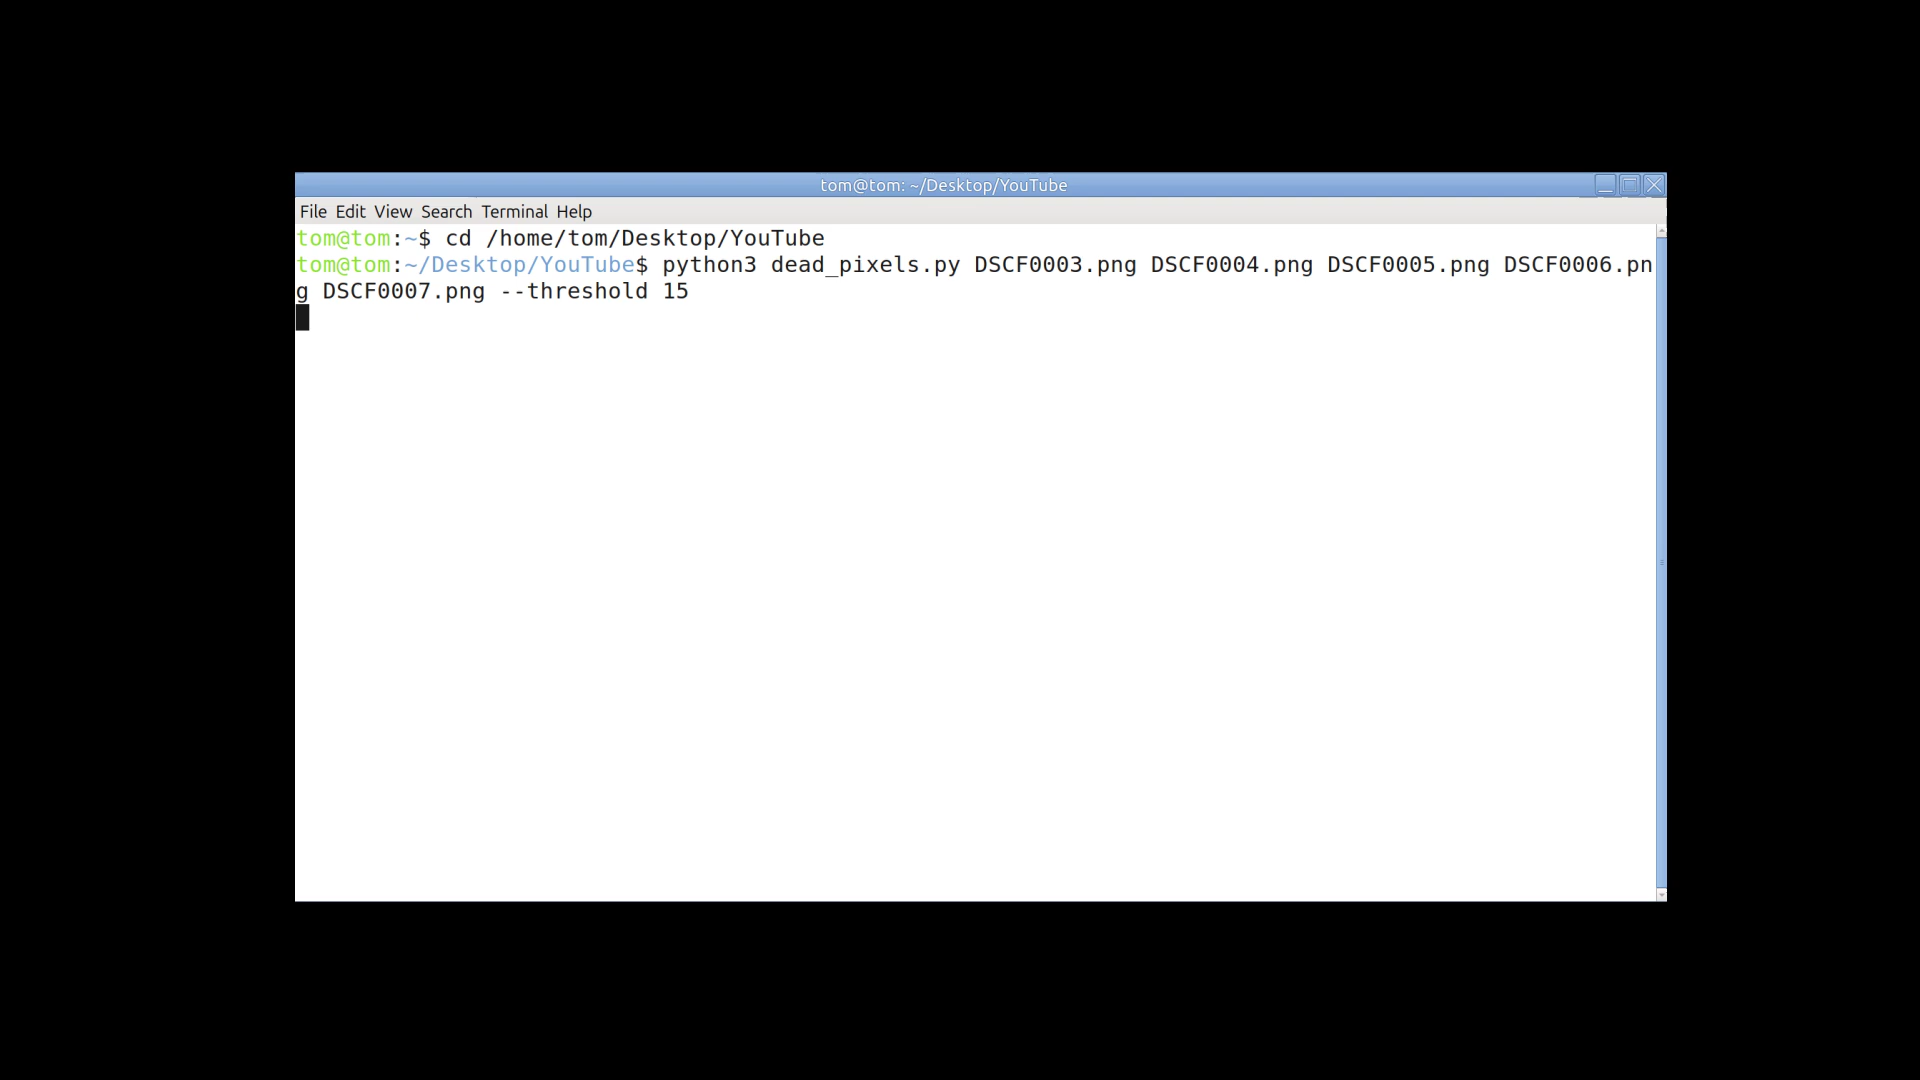 tom@tom: ~/Desktop/YouTube
File Edit View Search Terminal Help
tom@tom:~$ cd /home/tom/Desktop/YouTube
tom@tom:~/Desktop/YouTube$ python3 dead_pixels.py DSCF0003.png DSCF0004.png DSCF0005.png DSCF0006.pn
g DSCF0007.png --threshold 15